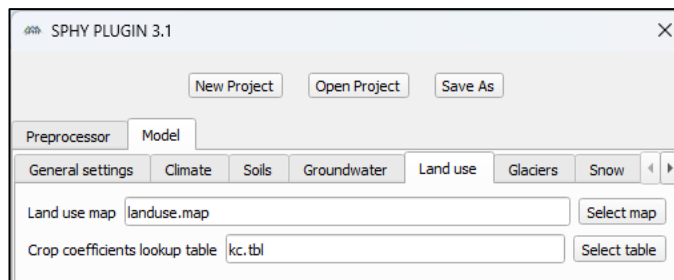 SPHY PLUGIN 3.1
New Project Open Project Save As
Preprocessor Model
General settings Climate Soils Groundwater Land use Glaciers Snow
Land use map landuse.map Select map
Crop coefficients lookup table kc.tbl Select table